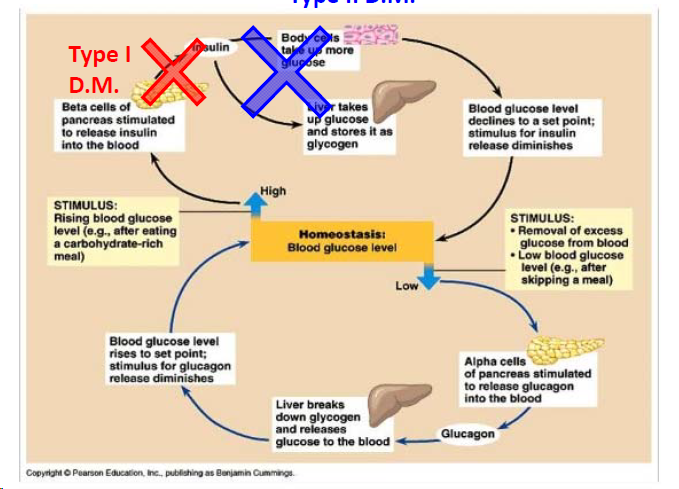 Type II D.M.
Type I
D.M.
Insulin
Body cells
take up more
glucose
Beta cells of
pancreas stimulated
to release insulin
into the blood
Liver takes
up glucose
and stores it as
glycogen
Blood glucose level
declines to a set point;
stimulus for insulin
release diminishes
High
STIMULUS:
Rising blood glucose
level (e.g., after eating
a carbohydrate-rich
meal)
Homeostasis:
Blood glucose level
STIMULUS:
• Removal of excess
glucose from blood
• Low blood glucose
level (e.g., after
skipping a meal)
Low
Blood glucose level
rises to set point;
stimulus for glucagon
release diminishes
Alpha cells
of pancreas stimulated
to release glucagon
into the blood
Liver breaks
down glycogen
and releases
glucose to the blood
Glucagon
Copyright © Pearson Education, Inc., publishing as Benjamin Cummings.